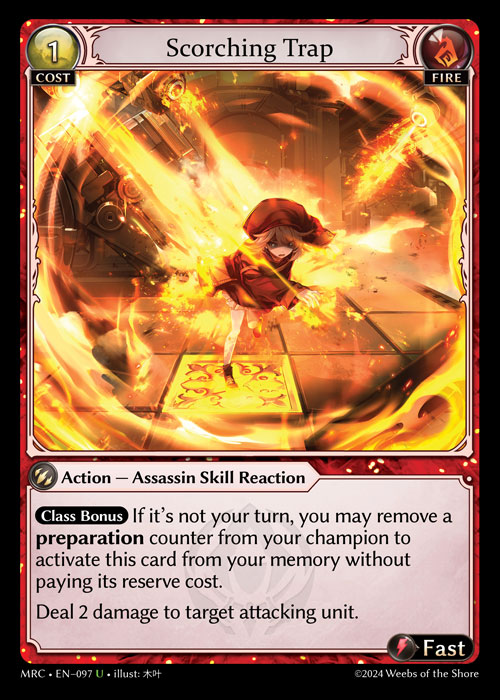 1
Scorching Trap
COST
FIRE
Action — Assassin Skill Reaction
Class Bonus If it's not your turn, you may remove a
preparation counter from your champion to
activate this card from your memory without
paying its reserve cost.
Deal 2 damage to target attacking unit.
Fast
MRC • EN-097 U • illust: 木叶
©2024 Weebs of the Shore